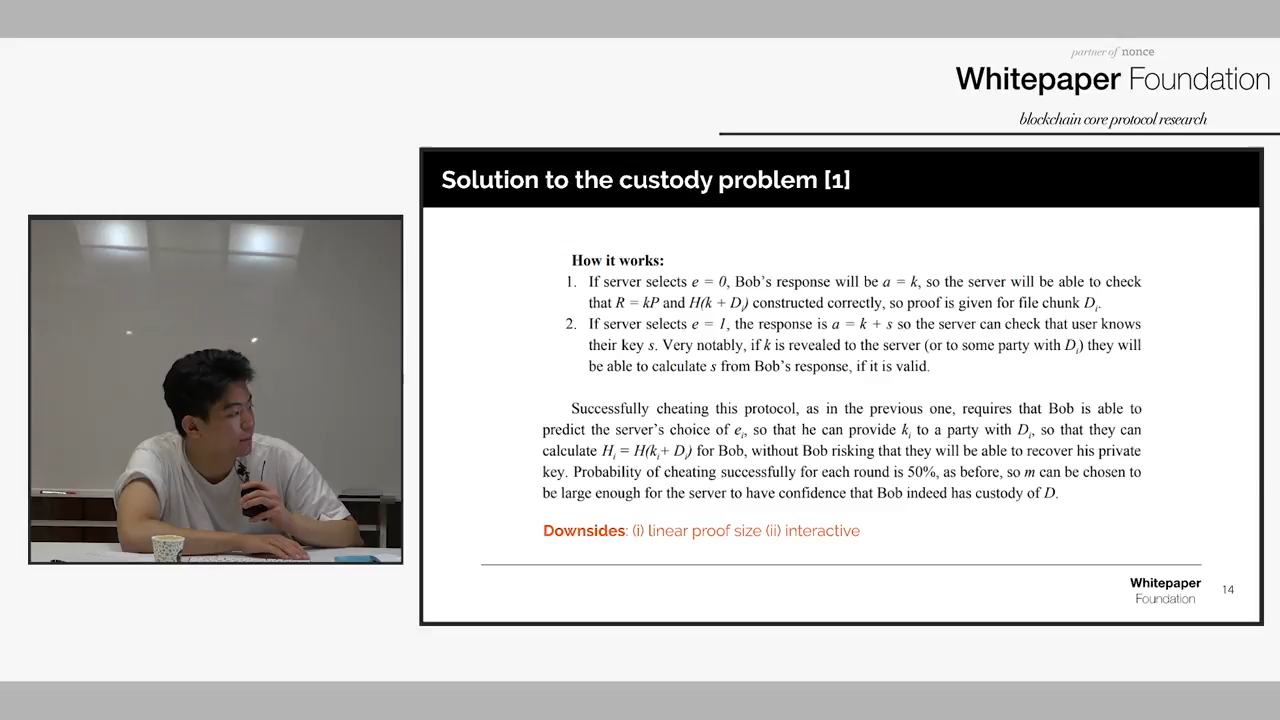 partner of nonce
Whitepaper Foundation
blockchain core protocol research
Solution to the custody problem [1]
How it works:
1. If server selects e = 0, Bob's response will be a = k, so the server will be able to check
that R = kP and H(k + Dᵢ) constructed correctly, so proof is given for file chunk Dᵢ.
2. If server selects e = 1, the response is a = k + s so the server can check that user knows
their key s. Very notably, if k is revealed to the server (or to some party with Dᵢ) they will
be able to calculate s from Bob's response, if it is valid.
Successfully cheating this protocol, as in the previous one, requires that Bob is able to
predict the server's choice of eᵢ, so that he can provide kᵢ to a party with Dᵢ, so that they can
calculate Hᵢ = H(kᵢ+ Dᵢ) for Bob, without Bob risking that they will be able to recover his private
key. Probability of cheating successfully for each round is 50%, as before, so m can be chosen to
be large enough for the server to have confidence that Bob indeed has custody of D.
Downsides: (i) linear proof size (ii) interactive
Whitepaper
Foundation
14